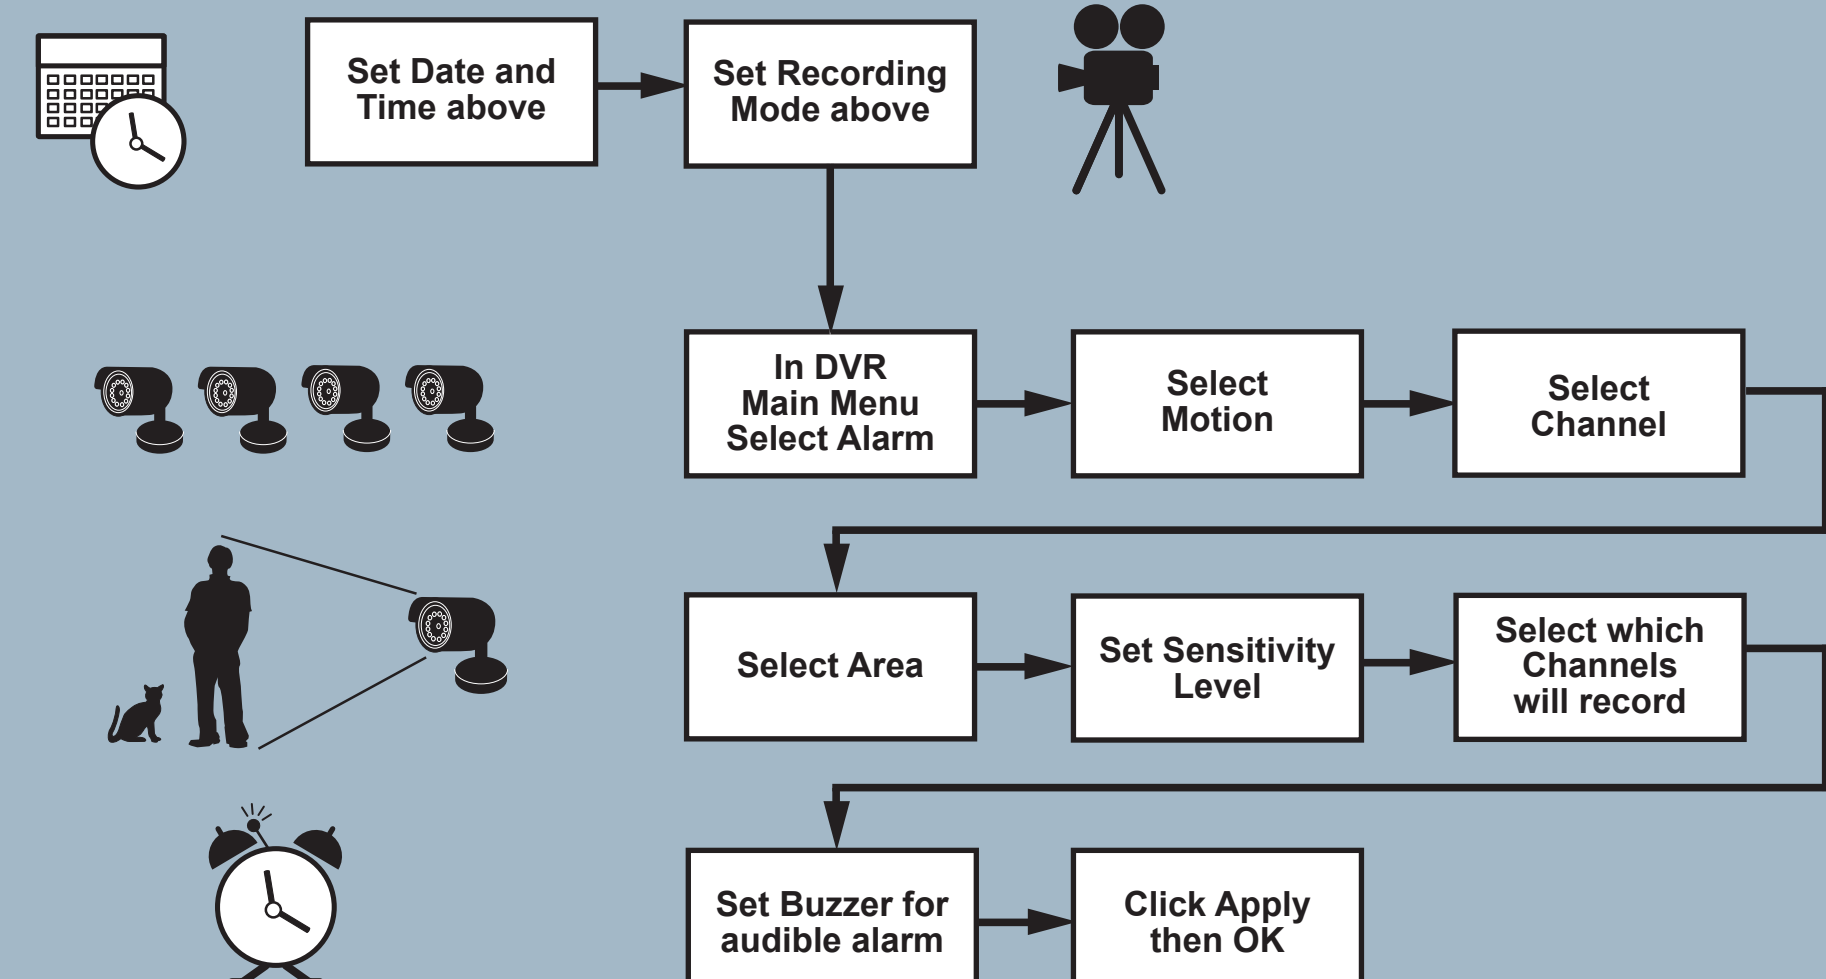 Set Date and
Time above
Set Recording
Mode above
In DVR
Main Menu
Select Alarm
Select
Motion
Select
Channel
Select Area
Set Sensitivity
Level
Select which
Channels
will record
Set Buzzer for
audible alarm
Click Apply
then OK